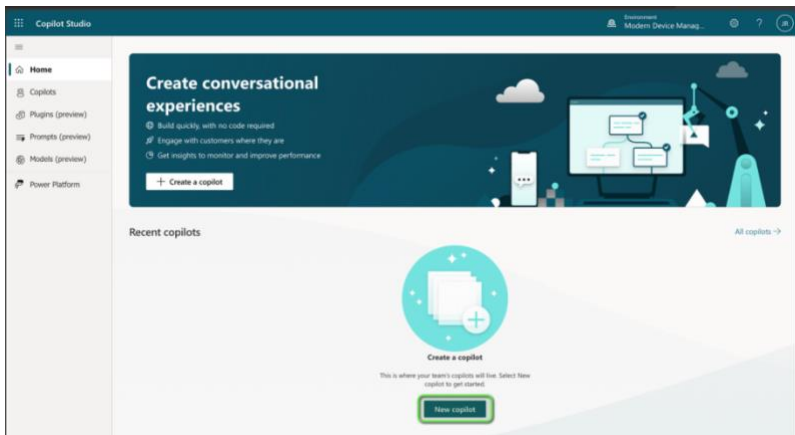 Copilot Studio
Environment
Modern Device Manag...
?
JR
Home
Copilots
Plugins (preview)
Prompts (preview)
Models (preview)
Power Platform
Create conversational
experiences
Build quickly, with no code required
Engage with customers where they are
Get insights to monitor and improve performance
+ Create a copilot
Recent copilots
All copilots →
Create a copilot
This is where your team's copilots will live. Select New
copilot to get started.
New copilot